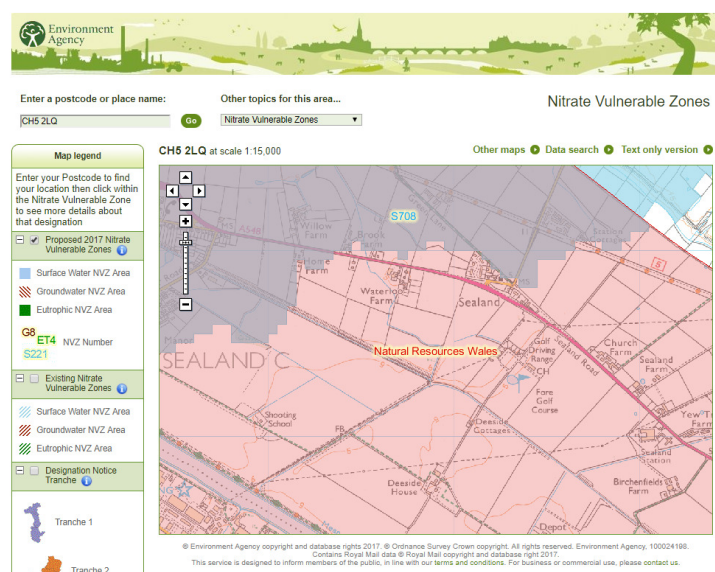 Environment
Agency
Enter a postcode or place name:
Other topics for this area...
Nitrate Vulnerable Zones
CH5 2LQ
Go
Nitrate Vulnerable Zones
Map legend
CH5 2LQ at scale 1:15,000
Other maps
Data search
Text only version
Enter your Postcode to find
your location then click within
the Nitrate Vulnerable Zone
to see more details about
that designation
Proposed 2017 Nitrate
Vulnerable Zones
Surface Water NVZ Area
Groundwater NVZ Area
Eutrophic NVZ Area
G8
ET4
S221
NVZ Number
Existing Nitrate
Vulnerable Zones
Surface Water NVZ Area
Groundwater NVZ Area
Eutrophic NVZ Area
Designation Notice
Tranche
Tranche 1
Tranche 2
S708
A548
Willow
Farm
Brook
Farm
Home
Farm
Waterloo
Farm
Sealand
Manor
SEALAND C
Natural Resources Wales
Golf
Driving
Range
CH
Sealand Road
Church
Farm
Sealand
Farm
Fore
Golf
Course
Shooting
School
FB
Deeside
Cottages
Yew T
Farm
Sealand
Station
Deeside
House
Birchenfields
Farm
Depot
© Environment Agency copyright and database rights 2017. © Ordnance Survey Crown copyright. All rights reserved. Environment Agency, 100024198.
Contains Royal Mail data © Royal Mail copyright and database right 2017.
This service is designed to inform members of the public, in line with our terms and conditions. For business or commercial use, please contact us.